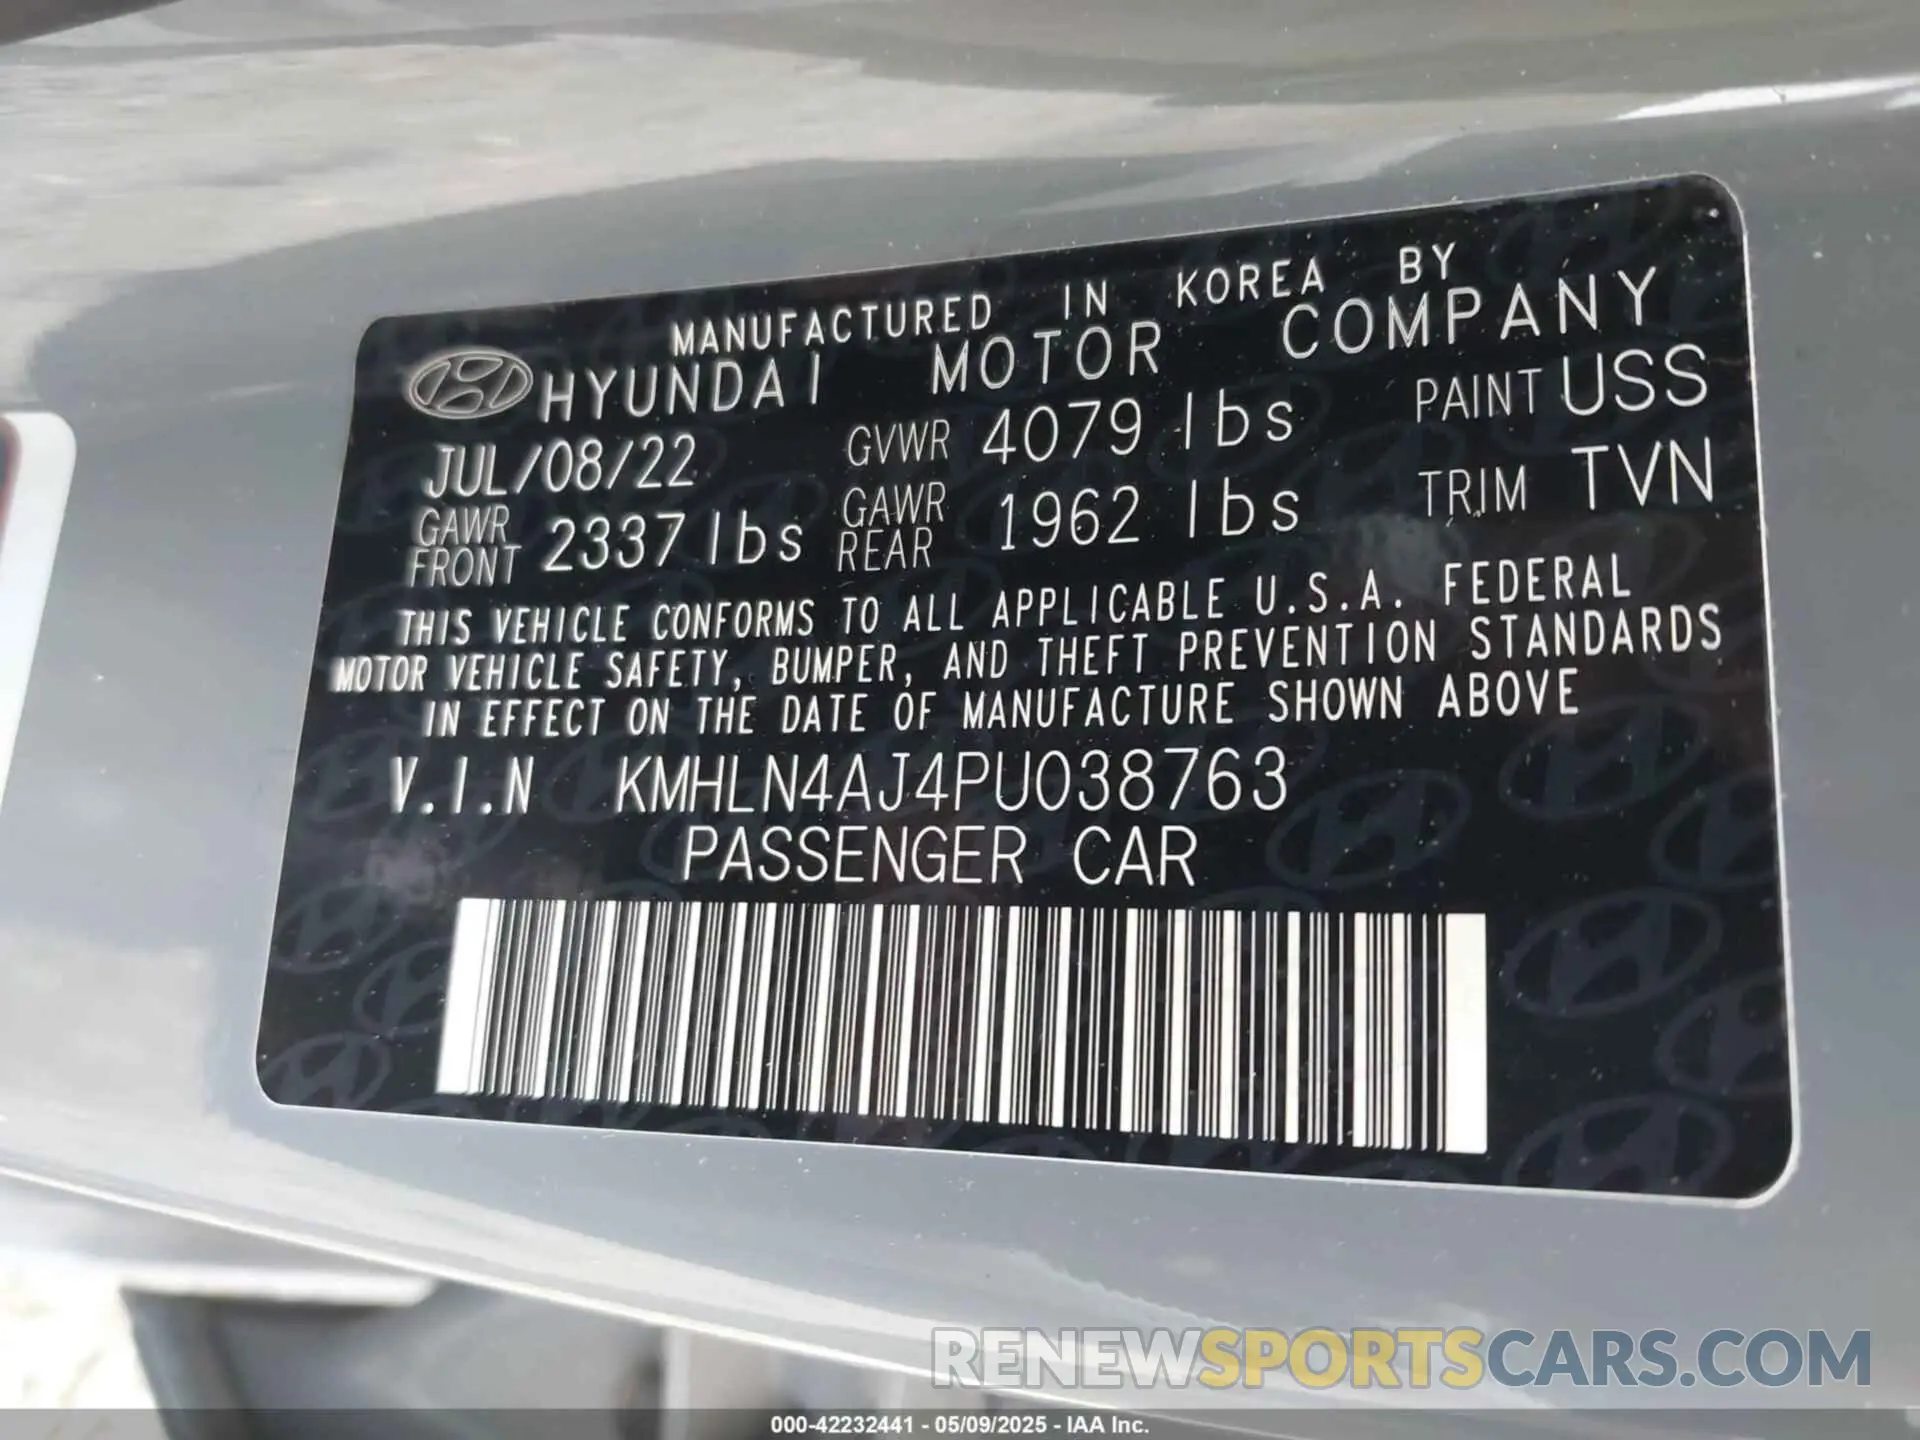 MANUFACTURED IN KOREA BY
HYUNDAI MOTOR COMPANY
JUL/08/22 GVWR 4079 lbs PAINT USS
GAWR FRONT 2337 lbs GAWR REAR 1962 lbs TRIM TVN
THIS VEHICLE CONFORMS TO ALL APPLICABLE U.S.A. FEDERAL
MOTOR VEHICLE SAFETY, BUMPER, AND THEFT PREVENTION STANDARDS
IN EFFECT ON THE DATE OF MANUFACTURE SHOWN ABOVE
V.I.N KMHLN4AJ4PU038763
PASSENGER CAR
RENEWSPORTSCARS.COM
000-42232441 - 05/09/2025 - IAA Inc.